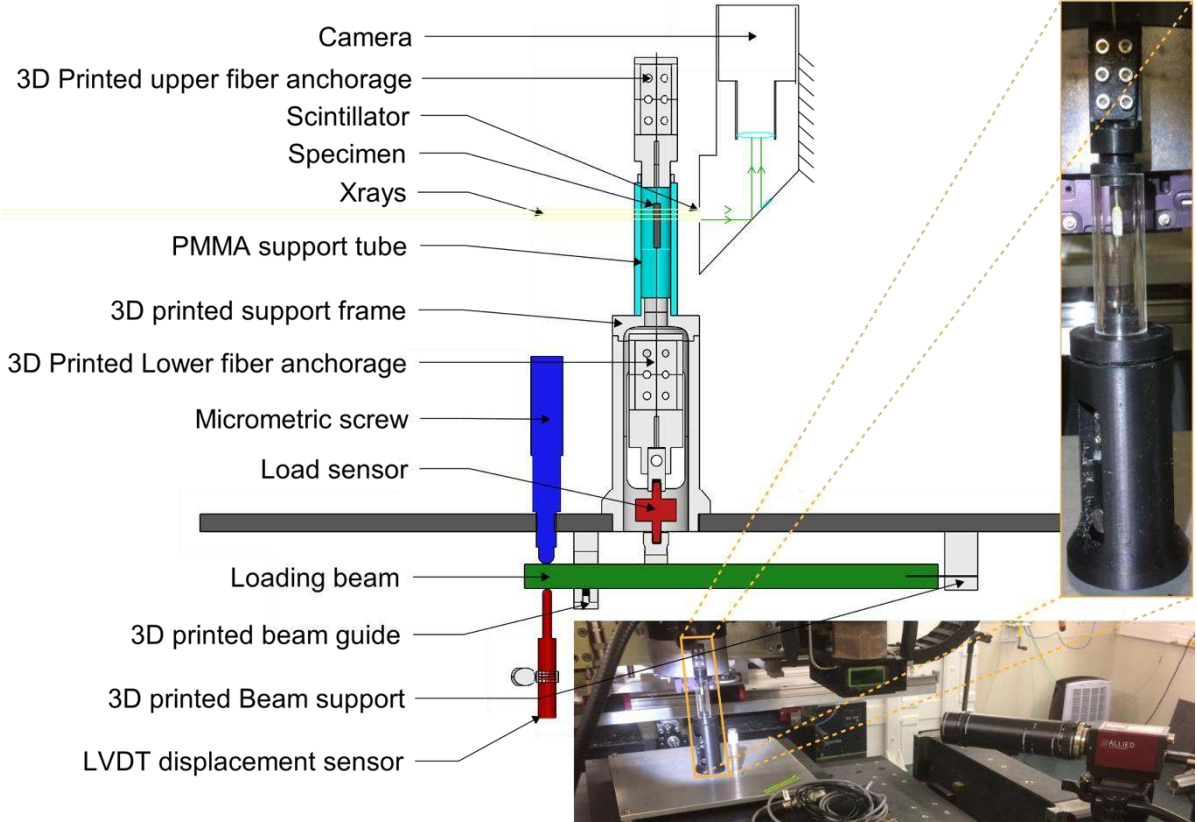 Camera
3D Printed upper fiber anchorage
Scintillator
Specimen
Xrays
PMMA support tube
3D printed support frame
3D Printed Lower fiber anchorage
Micrometric screw
Load sensor
Loading beam
3D printed beam guide
3D printed Beam support
LVDT displacement sensor
///ALLIED